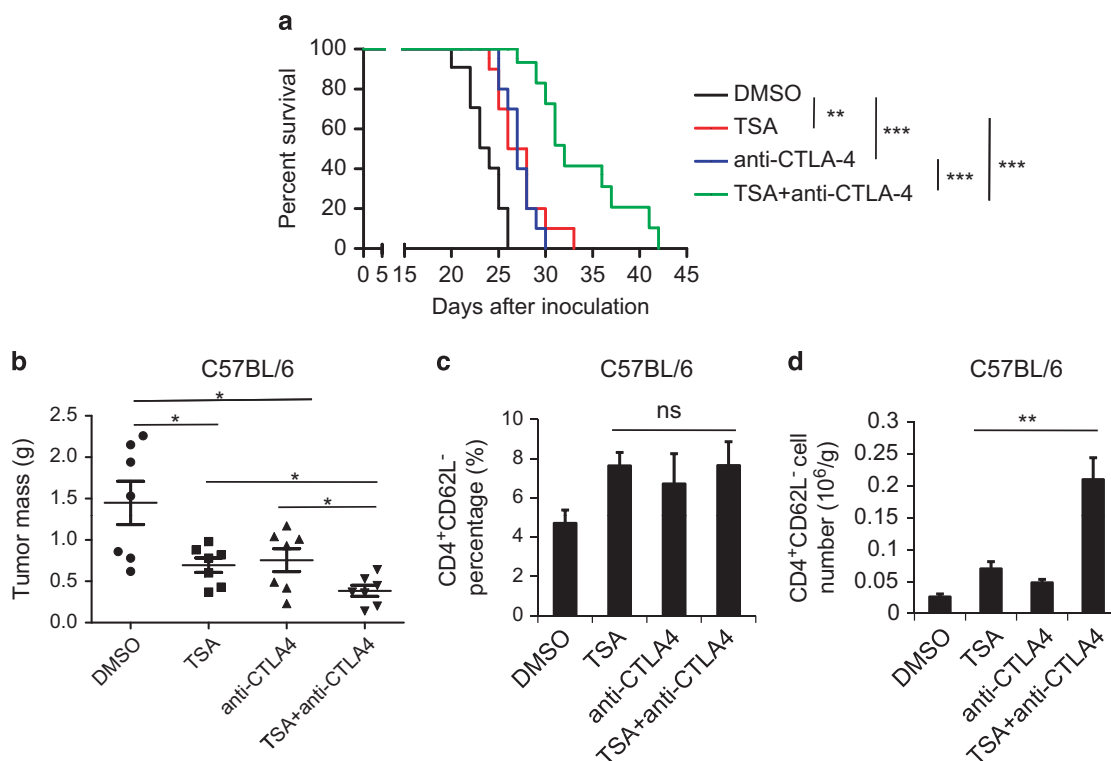 a
Percent survival
100
80
60
40
20
0
0 5 15 20 25 30 35 40 45
Days after inoculation
DMSO
TSA
anti-CTLA-4
TSA+anti-CTLA-4
**
***
***
***
b
C57BL/6
Tumor mass (g)
2.5
2.0
1.5
1.0
0.5
0.0
*
*
*
*
DMSO
TSA
anti-CTLA4
TSA+anti-CTLA4
c
C57BL/6
CD4+CD62L-
percentage (%)
10
8
6
4
2
0
ns
DMSO
TSA
anti-CTLA4
TSA+anti-CTLA4
d
C57BL/6
CD4+CD62L- cell
number (10⁶/g)
0.3
0.25
0.2
0.15
0.1
0.05
0
**
DMSO
TSA
anti-CTLA4
TSA+anti-CTLA4